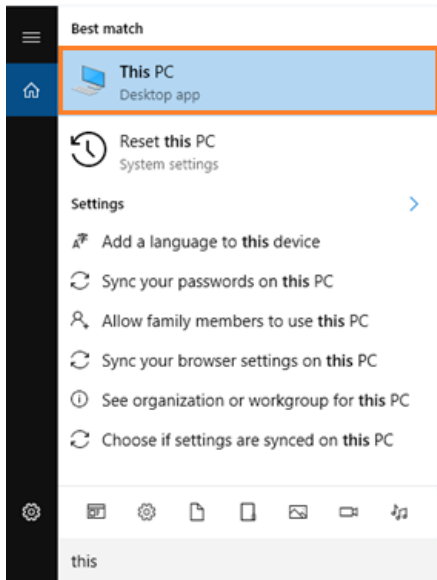 Best match
This PC
Desktop app
Reset this PC
System settings
Settings
Add a language to this device
Sync your passwords on this PC
Allow family members to use this PC
Sync your browser settings on this PC
See organization or workgroup for this PC
Choose if settings are synced on this PC
this